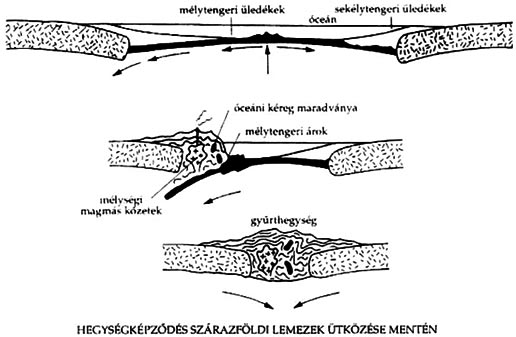 mélytengeri üledékek
óceán
sekélytengeri üledékek
óceáni kéreg maradványa
mélytengeri árok
mélységi
magmás kőzetek
gyűrthegység
HEGYSÉGKÉPZŐDÉS SZÁRAZFÖLDI LEMEZEK ÜTKÖZÉSE MENTÉN